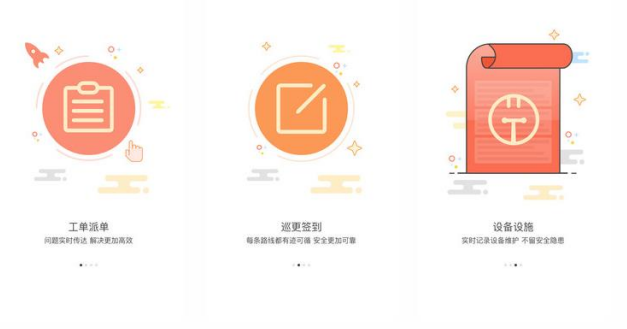 工单派单
问题实时传达 解决更加高效
巡更签到
每条路线都有迹可循 安全更加可靠
设备设施
实时记录设备维护 不留安全隐患